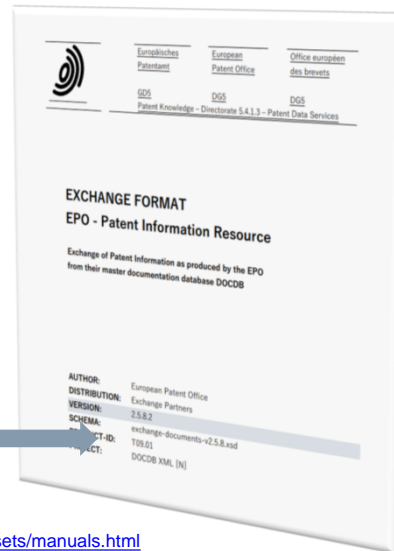 Europäisches
Patentamt
European
Patent Office
Office européen
des brevets
GD5
DG5
DG5
Patent Knowledge – Directorate 5.4.1.3 – Patent Data Services
EXCHANGE FORMAT
EPO - Patent Information Resource
Exchange of Patent Information as produced by the EPO
from their master documentation database DOCDB
AUTHOR: European Patent Office
DISTRIBUTION: Exchange Partners
VERSION: 2.5.8.2
SCHEMA: exchange-documents-v2.5.8.xsd
CT-ID: T09.01
CT: DOCDB XML [N]
sets/manuals.html